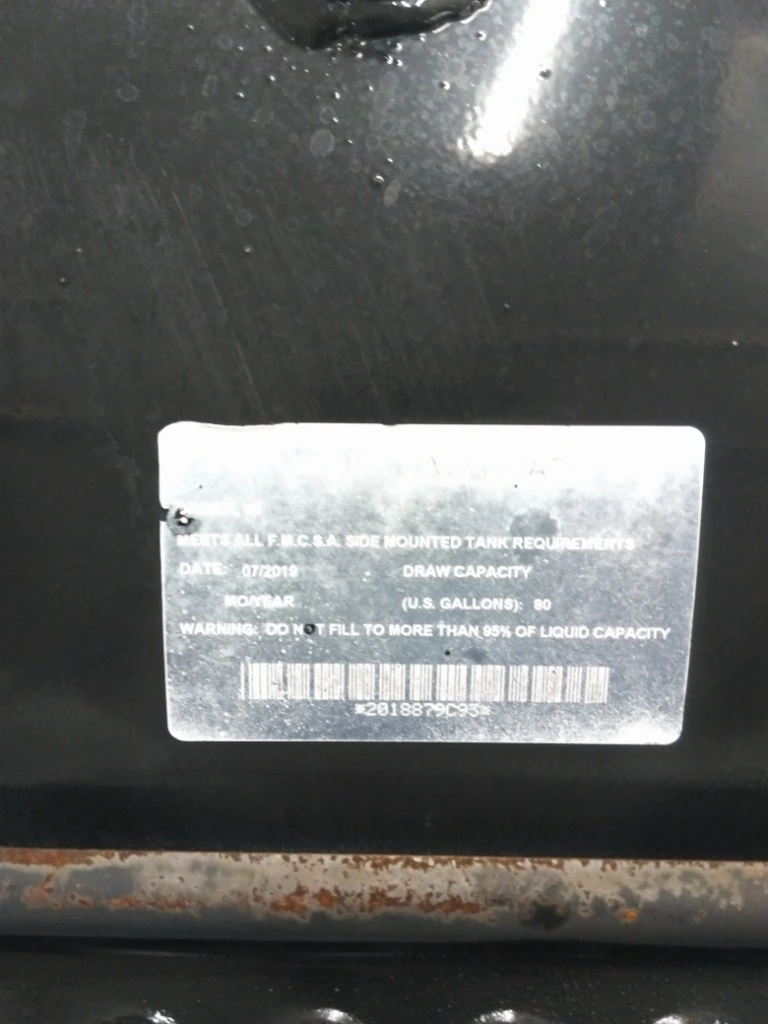 MEETS ALL F.M.C.S.A. SIDE MOUNTED TANK REQUIREMENTS
DATE: 07/2019 DRAW CAPACITY
MO/YEAR (U.S. GALLONS): 80
WARNING: DO NOT FILL TO MORE THAN 95% OF LIQUID CAPACITY
*2018879C93*